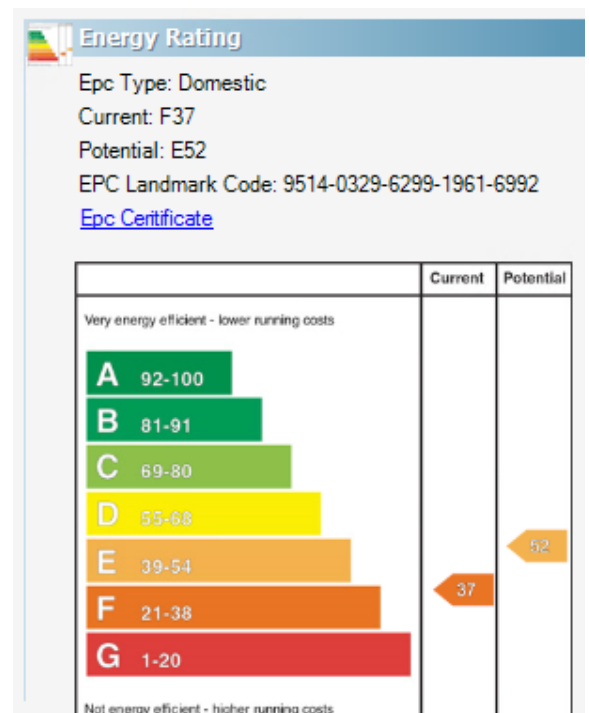 Energy Rating
Epc Type: Domestic
Current: F37
Potential: E52
EPC Landmark Code: 9514-0329-6299-1961-6992
Epc Ceritificate
Current Potential
Very energy efficient - lower running costs
A 92-100
B 81-91
C 69-80
D 55-68
52
E 39-54
37
F 21-38
G 1-20
Not energy efficient - higher running costs